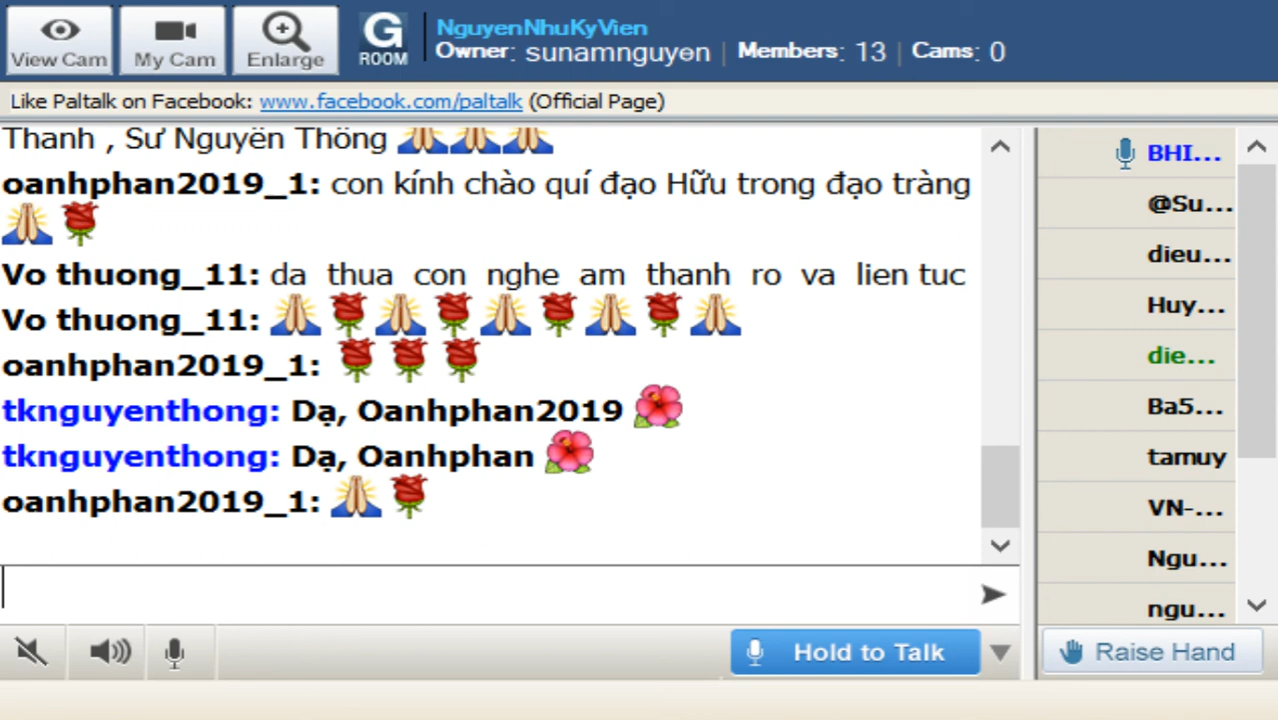 View Cam
My Cam
Enlarge
G
ROOM
NguyenNhuKyVien
Owner: sunamnguyen | Members: 13 | Cams: 0
Like Paltalk on Facebook: www.facebook.com/paltalk (Official Page)
Thanh , Sư Nguyên Thông 🙏🙏🙏
oanhphan2019_1: con kính chào quí đạo Hữu trong đạo tràng
🙏🌹
Vo thuong_11: da thua con nghe am thanh ro va lien tuc
Vo thuong_11: 🙏🌹🙏🌹🙏🌹🙏🌹🙏
oanhphan2019_1: 🌹🌹🌹
tknguyenthong: Dạ, Oanhphan2019 🌺
tknguyenthong: Dạ, Oanhphan 🌺
oanhphan2019_1: 🙏🌹
BHI...
@Su...
dieu...
Huy...
die...
Ba5...
tamuy
VN-...
Ngu...
ngu...
Hold to Talk
Raise Hand